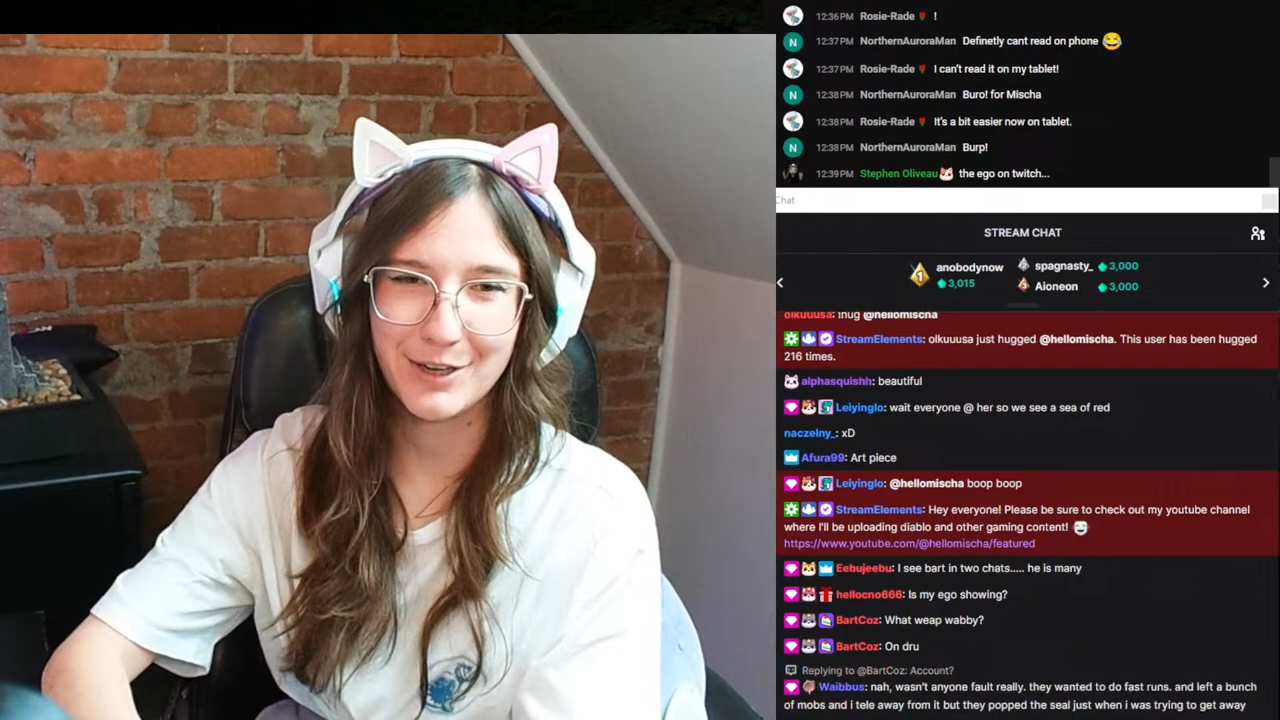 12:36PM Rosie-Rade !
12:37PM NorthernAuroraMan Definetly cant read on phone
12:37PM Rosie-Rade I can't read it on my tablet!
N 12:38PM NorthernAuroraMan Buro! for Mischa
12:38PM Rosie-Rade It's a bit easier now on tablet.
N 12:38PM NorthernAuroraMan Burp!
12:39PM Stephen Oliveau the ego on twitch...
Chat
STREAM CHAT
1 anobodynow 3,015
spagnasty_ 3,000
Aioneon 3,000
olkuuusa: !hug @hellomischa
StreamElements: olkuuusa just hugged @hellomischa. This user has been hugged
216 times.
alphasquishh: beautiful
Leiyinglo: wait everyone @ her so we see a sea of red
naczelny_: xD
Afura99: Art piece
Leiyinglo: @hellomischa boop boop
StreamElements: Hey everyone! Please be sure to check out my youtube channel
where I'll be uploading diablo and other gaming content!
https://www.youtube.com/@hellomischa/featured
Eebujeebu: I see bart in two chats..... he is many
hellocno666: Is my ego showing?
BartCoz: What weap wabby?
BartCoz: On dru
Replying to @BartCoz: Account?
Waibbus: nah, wasn't anyone fault really. they wanted to do fast runs. and left a bunch
of mobs and i tele away from it but they popped the seal just when i was trying to get away